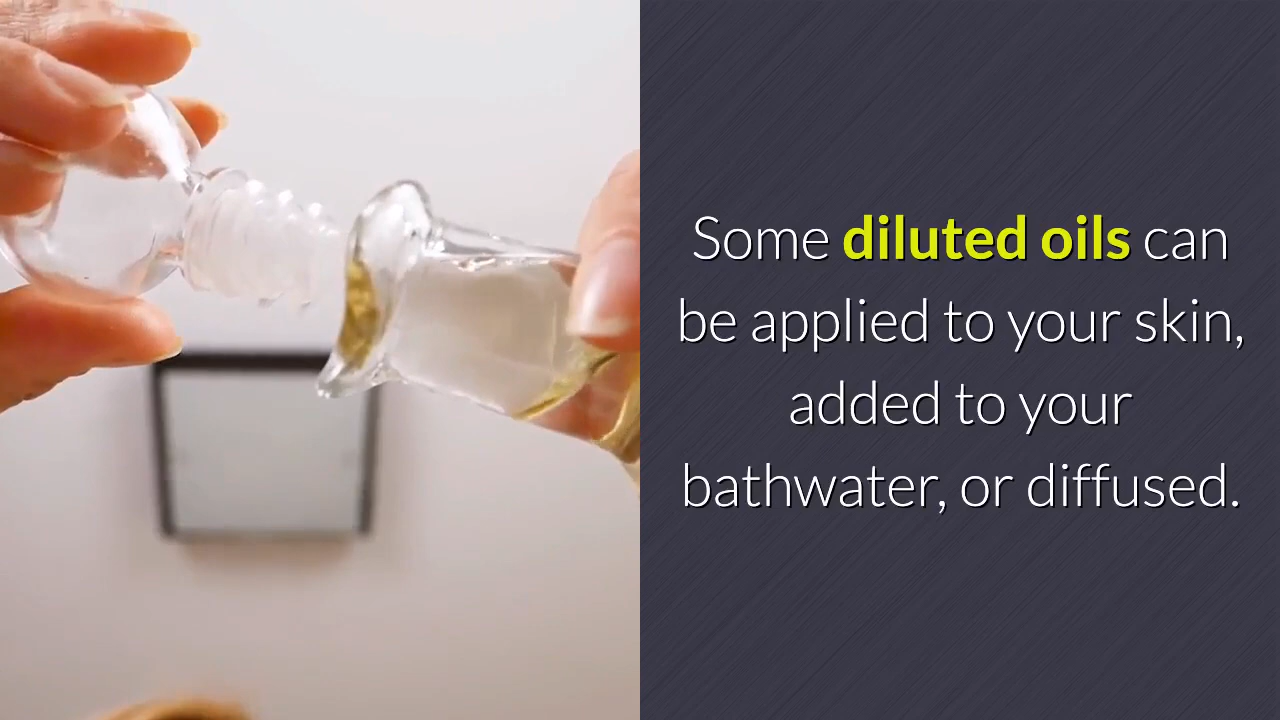 Some diluted oils can
be applied to your skin,
added to your
bathwater, or diffused.